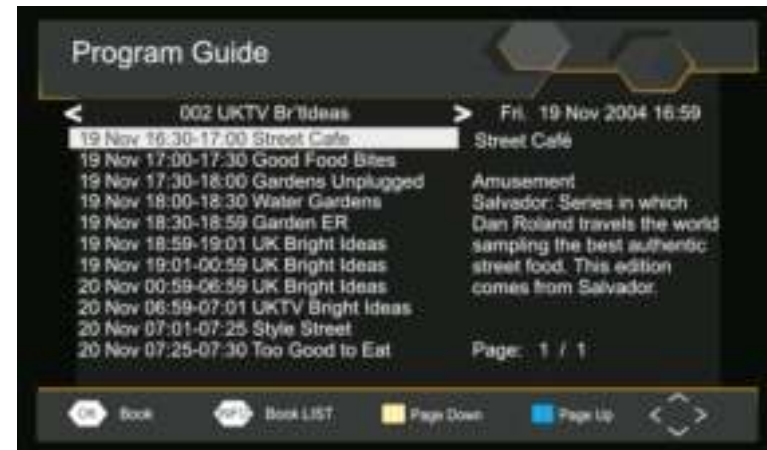 Program Guide
< 002 UKTV Br'tIdeas > Fri. 19 Nov 2004 16:59
19 Nov 16:30-17:00 Street Cafe
19 Nov 17:00-17:30 Good Food Bites
19 Nov 17:30-18:00 Gardens Unplugged
19 Nov 18:00-18:30 Water Gardens
19 Nov 18:30-18:59 Garden ER
19 Nov 18:59-19:01 UK Bright Ideas
19 Nov 19:01-00:59 UK Bright Ideas
20 Nov 00:59-06:59 UK Bright Ideas
20 Nov 06:59-07:01 UKTV Bright Ideas
20 Nov 07:01-07:25 Style Street
20 Nov 07:25-07:30 Too Good to Eat
Street Café
Amusement
Salvador: Series in which
Dan Roland travels the world
sampling the best authentic
street food. This edition
comes from Salvador.
Page: 1 / 1
OK Book INFO Book LIST Page Down Page Up